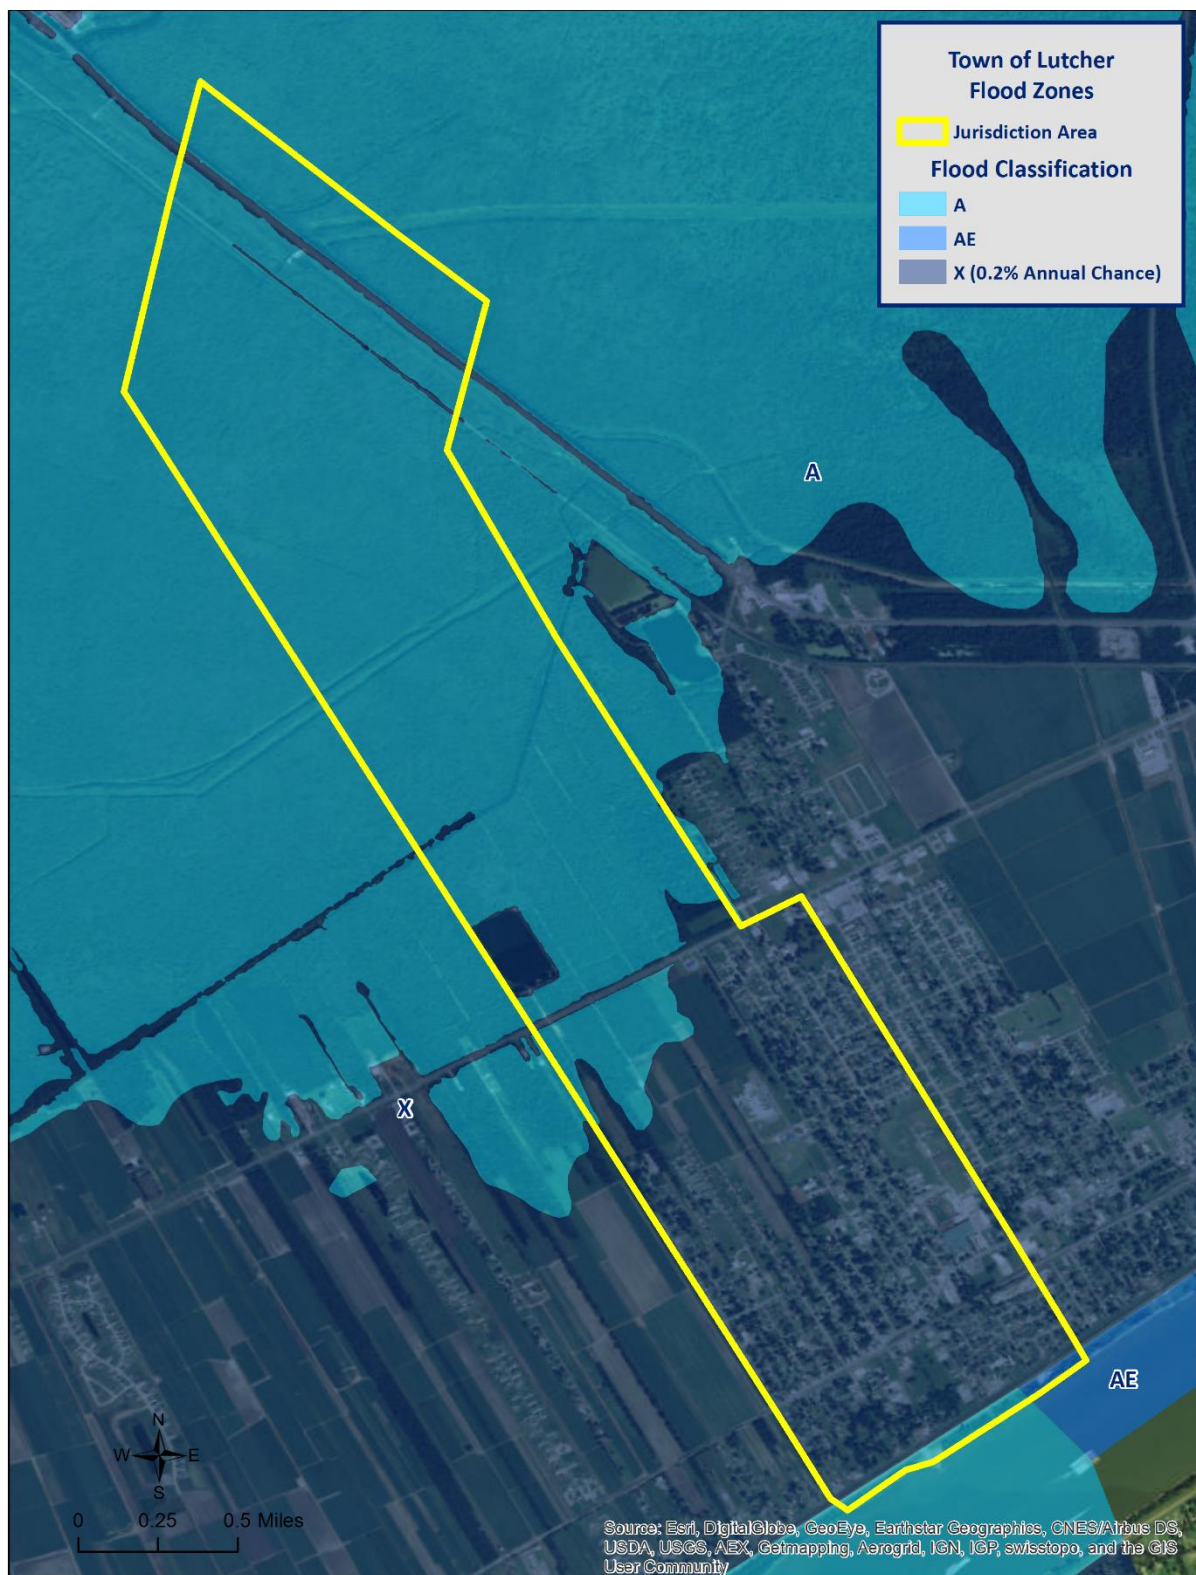 Town of Lutcher
Flood Zones
Jurisdiction Area
Flood Classification
A
AE
X (0.2% Annual Chance)
A
X
AE
N
W E
S
0 0.25 0.5 Miles
Source: Esri, DigitalGlobe, GeoEye, Earthstar Geographics, CNES/Airbus DS,
USDA, USGS, AEX, Getmapping, Aerogrid, IGN, IGP, swisstopo, and the GIS
User Community